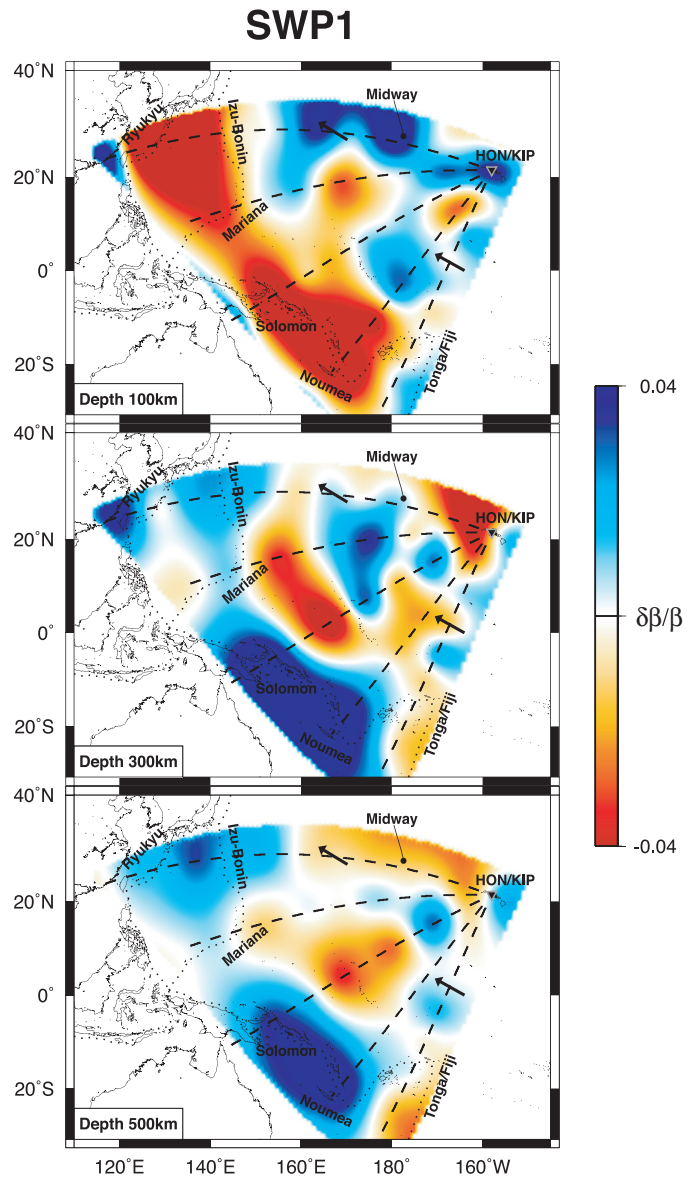 SWP1
40˚N
Midway
Ryukyu
Izu-Bonin
HON/KIP
20˚N
Mariana
0˚
Solomon
20˚S
Noumea
Tonga/Fiji
Depth 100km
0.04
40˚N
Midway
Ryukyu
Izu-Bonin
HON/KIP
20˚N
Mariana
δβ/β
0˚
Solomon
20˚S
Noumea
Tonga/Fiji
Depth 300km
-0.04
40˚N
Midway
Ryukyu
Izu-Bonin
HON/KIP
20˚N
Mariana
0˚
Solomon
20˚S
Noumea
Tonga/Fiji
Depth 500km
120˚E 140˚E 160˚E 180˚ 160˚W